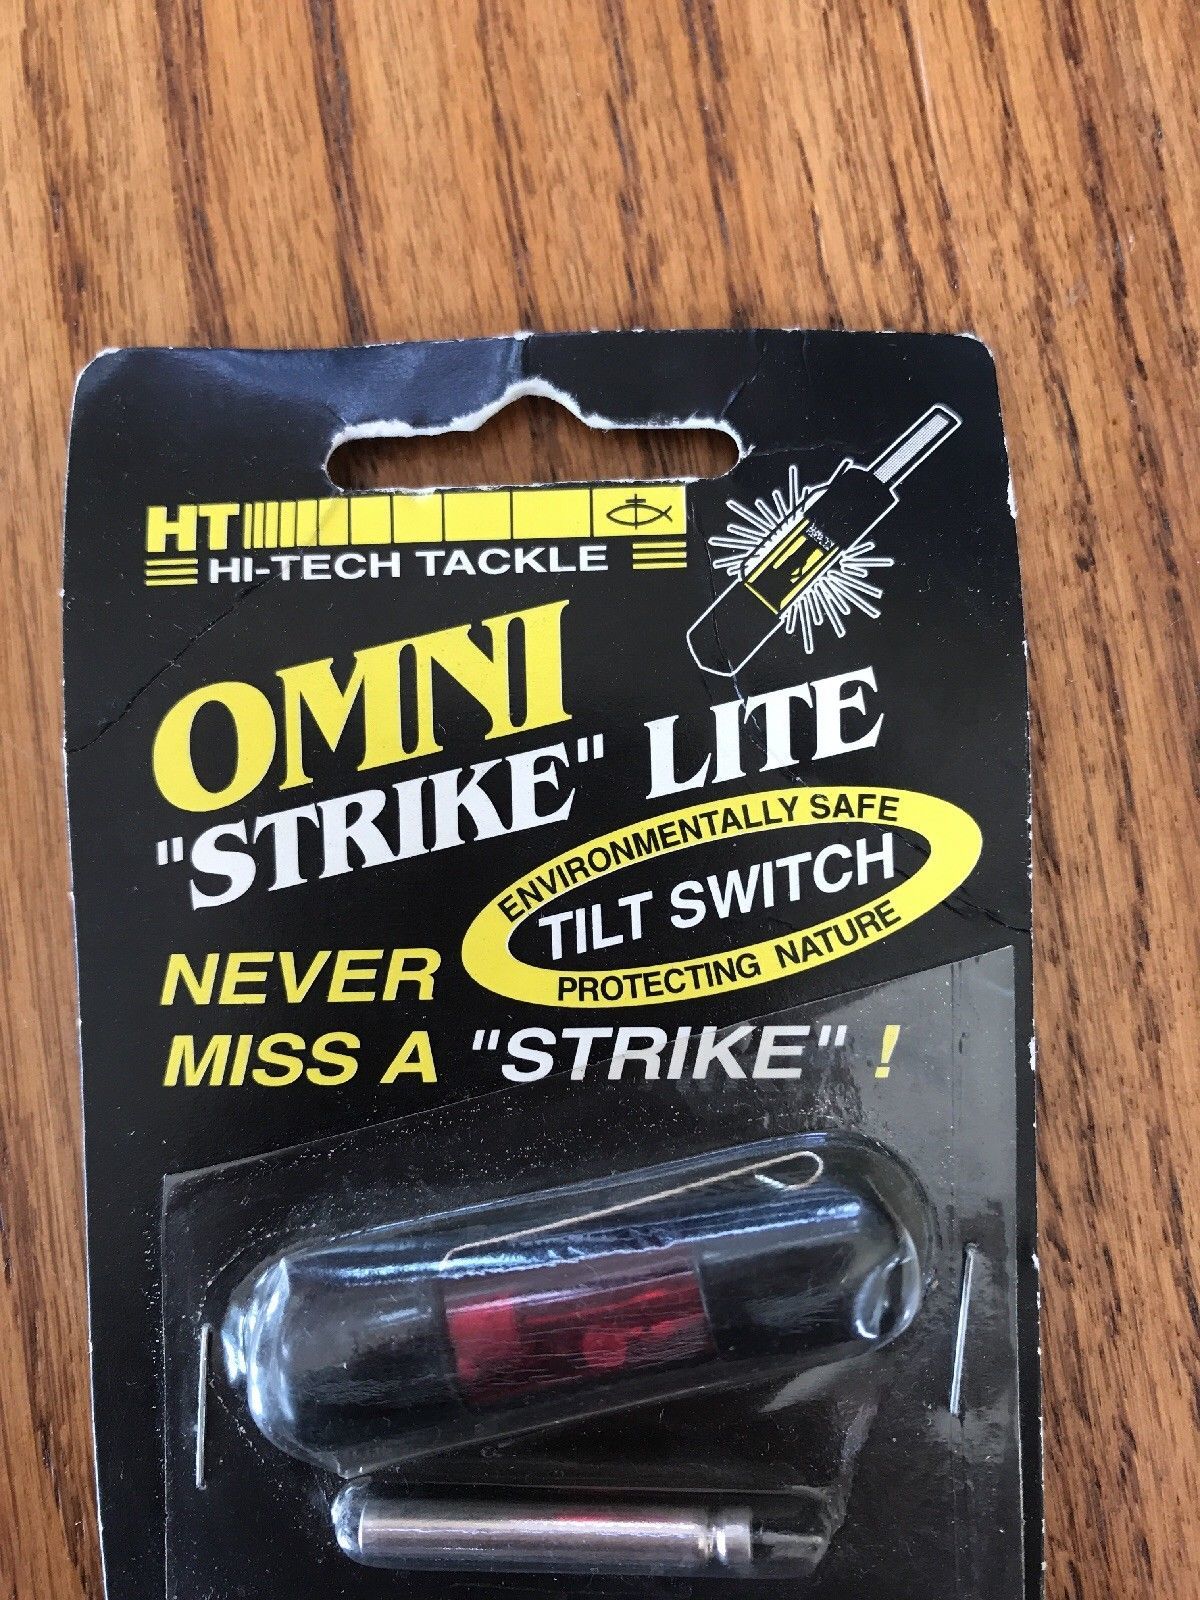 HT
HI-TECH TACKLE
OMNI
"STRIKE" LITE
ENVIRONMENTALLY SAFE
TILT SWITCH
PROTECTING NATURE
NEVER
MISS A "STRIKE" !